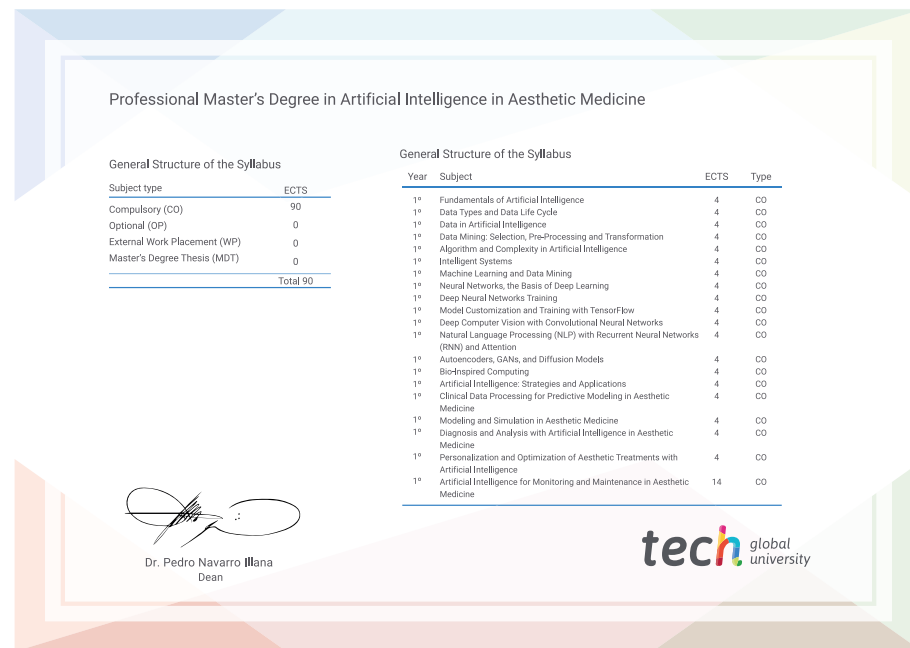 Professional Master's Degree in Artificial Intelligence in Aesthetic Medicine
General Structure of the Syllabus
Subject type ECTS
Compulsory (CO) 90
Optional (OP) 0
External Work Placement (WP) 0
Master's Degree Thesis (MDT) 0
Total 90
General Structure of the Syllabus
Year Subject ECTS Type
1º Fundamentals of Artificial Intelligence 4 CO
1º Data Types and Data Life Cycle 4 CO
1º Data in Artificial Intelligence 4 CO
1º Data Mining: Selection, Pre-Processing and Transformation 4 CO
1º Algorithm and Complexity in Artificial Intelligence 4 CO
1º Intelligent Systems 4 CO
1º Machine Learning and Data Mining 4 CO
1º Neural Networks, the Basis of Deep Learning 4 CO
1º Deep Neural Networks Training 4 CO
1º Model Customization and Training with TensorFlow 4 CO
1º Deep Computer Vision with Convolutional Neural Networks 4 CO
1º Natural Language Processing (NLP) with Recurrent Neural Networks 4 CO
(RNN) and Attention
1º Autoencoders, GANs, and Diffusion Models 4 CO
1º Bio-Inspired Computing 4 CO
1º Artificial Intelligence: Strategies and Applications 4 CO
1º Clinical Data Processing for Predictive Modeling in Aesthetic 4 CO
Medicine
1º Modeling and Simulation in Aesthetic Medicine 4 CO
1º Diagnosis and Analysis with Artificial Intelligence in Aesthetic 4 CO
Medicine
1º Personalization and Optimization of Aesthetic Treatments with 4 CO
Artificial Intelligence
1º Artificial Intelligence for Monitoring and Maintenance in Aesthetic 14 CO
Medicine
Dr. Pedro Navarro Illana
Dean
tech global
university